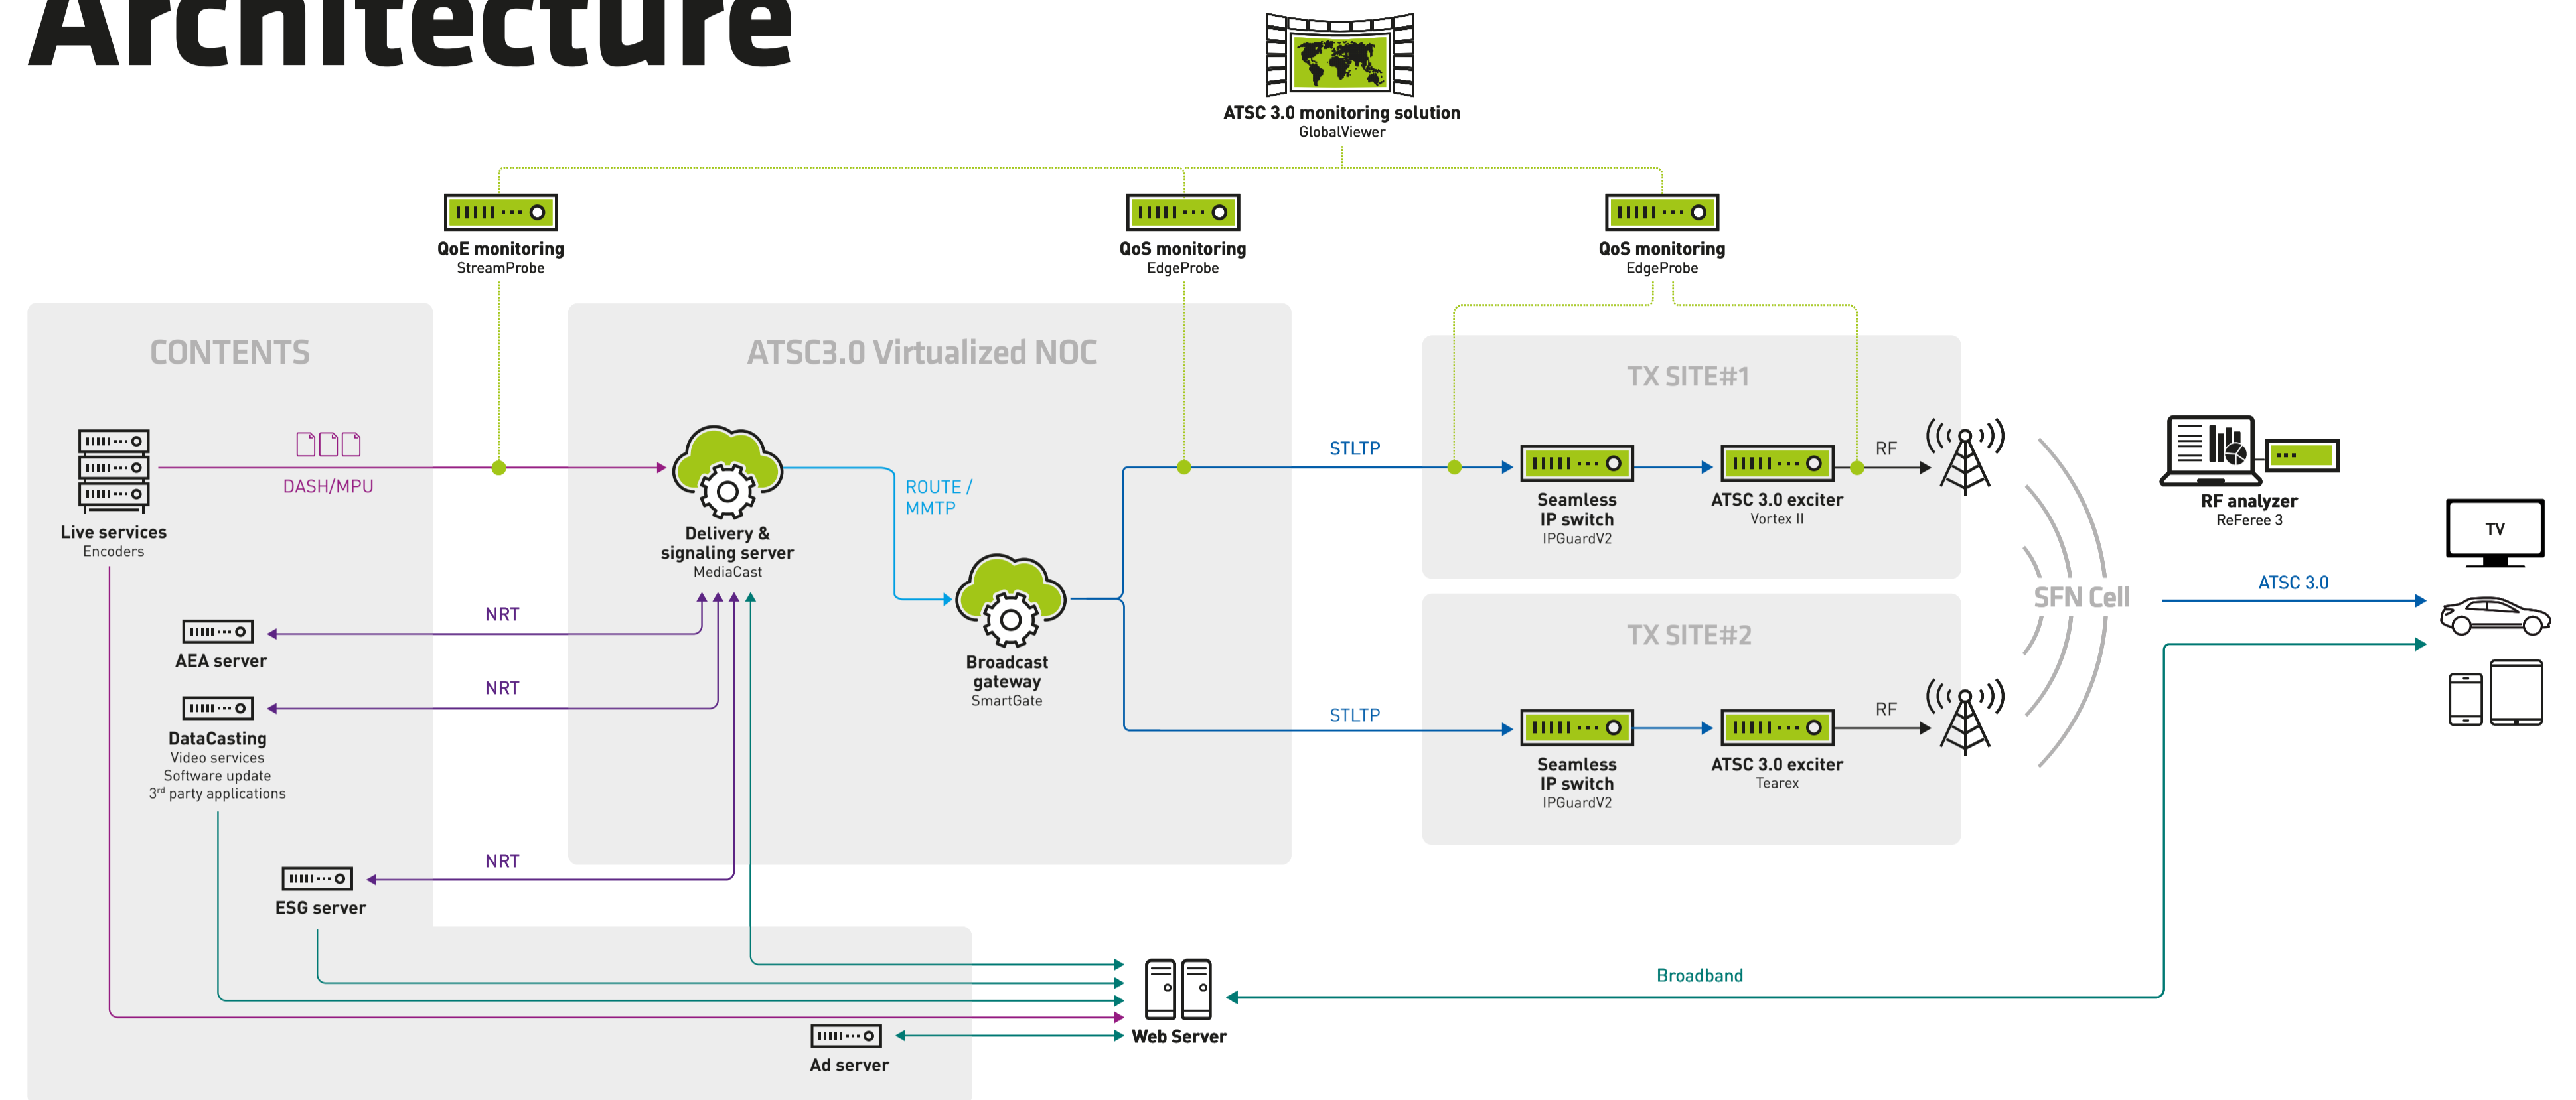 Architecture
ATSC 3.0 monitoring solution
GlobalViewer
QoE monitoring
StreamProbe
QoS monitoring
EdgeProbe
QoS monitoring
EdgeProbe
CONTENTS
ATSC3.0 Virtualized NOC
TX SITE#1
DASH/MPU
Live services
Encoders
Delivery &
signaling server
MediaCast
ROUTE /
MMTP
Broadcast
gateway
SmartGate
STLTP
Seamless
IP switch
IPGuardV2
ATSC 3.0 exciter
Vortex II
RF
RF analyzer
ReFeree 3
TV
SFN Cell
ATSC 3.0
TX SITE#2
STLTP
Seamless
IP switch
IPGuardV2
ATSC 3.0 exciter
Tearex
RF
NRT
AEA server
NRT
DataCasting
Video services
Software update
3rd party applications
NRT
ESG server
Broadband
Web Server
Ad server